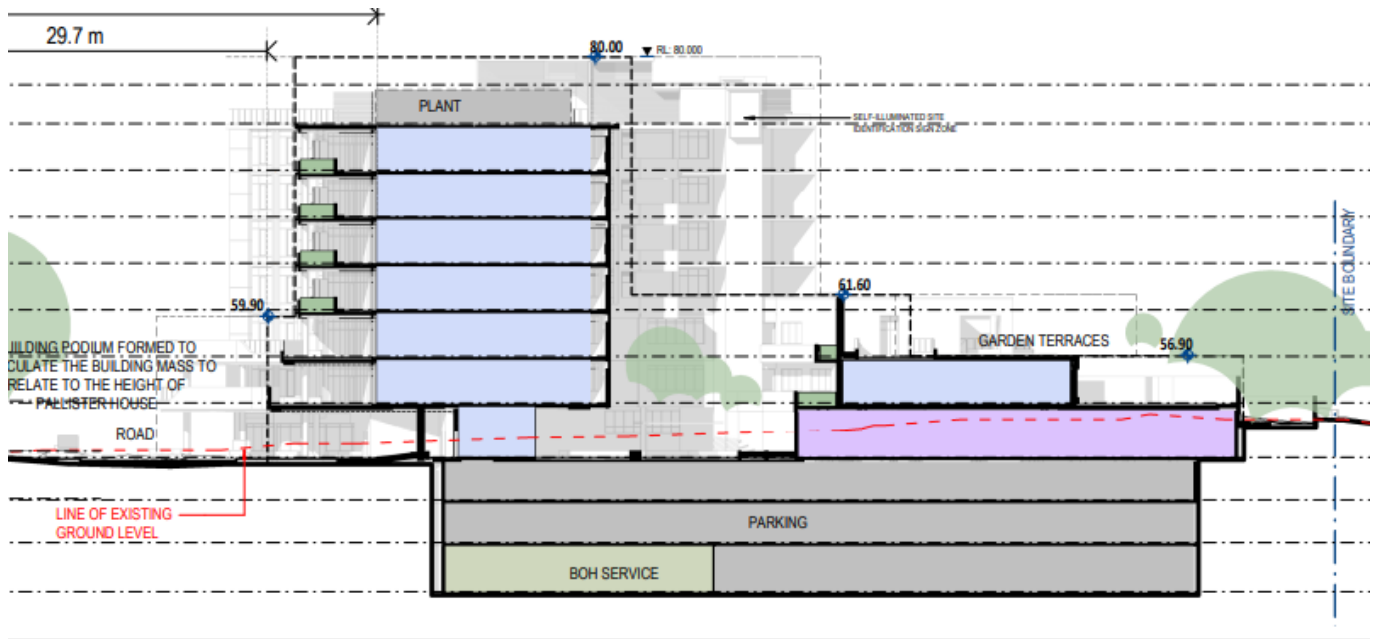 29.7 m
80.00
RL: 80.000
PLANT
SELF-ILLUMINATED SITE
IDENTIFICATION SIGN ZONE
SITE BOUNDARY
59.90
61.60
GARDEN TERRACES
56.90
UILDING PODIUM FORMED TO
CULATE THE BUILDING MASS TO
RELATE TO THE HEIGHT OF
PALLISTER HOUSE
ROAD
LINE OF EXISTING
GROUND LEVEL
PARKING
BOH SERVICE